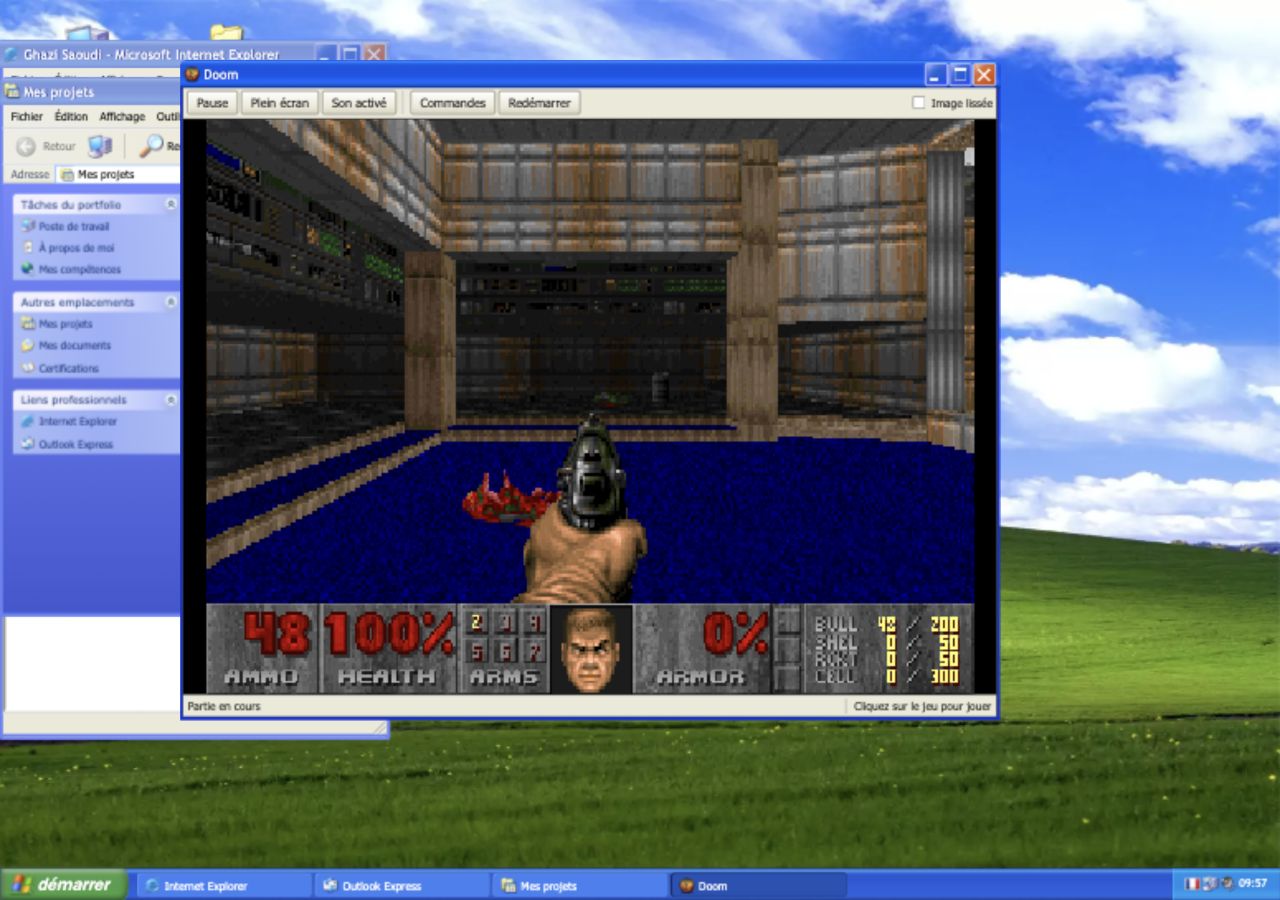 Ghazi Saoudi - Microsoft Internet Explorer
Doom
Mes projets
Pause
Plein écran
Son activé
Commandes
Redémarrer
Image lissée
Fichier
Édition
Affichage
Outil
Retour
Re
Adresse
Mes projets
Tâches du portfolio
Poste de travail
À propos de moi
Mes compétences
Autres emplacements
Mes projets
Mes documents
Certifications
Liens professionnels
Internet Explorer
Outlook Express
48
100%
2 3 4
5 6 7
0%
BULL 48 / 200
SHEL 0 / 50
RCKT 0 / 50
CELL 0 / 300
AMMO
HEALTH
ARMS
ARMOR
Partie en cours
Cliquez sur le jeu pour jouer
démarrer
Internet Explorer
Outlook Express
Mes projets
Doom
09:57